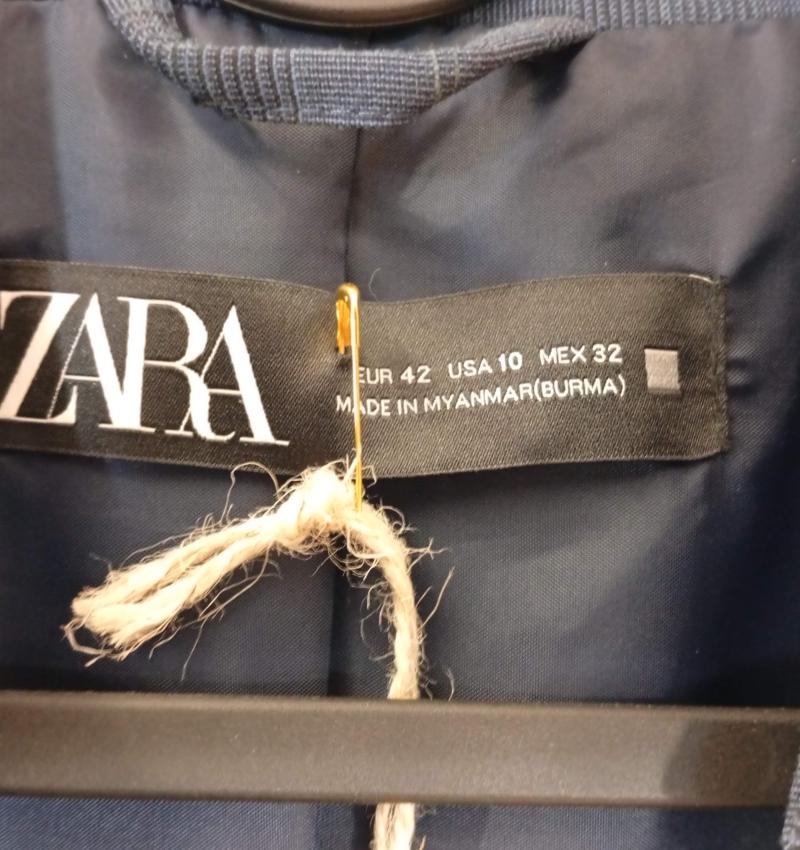 ZARA
EUR 42 USA 10 MEX 32
MADE IN MYANMAR(BURMA)